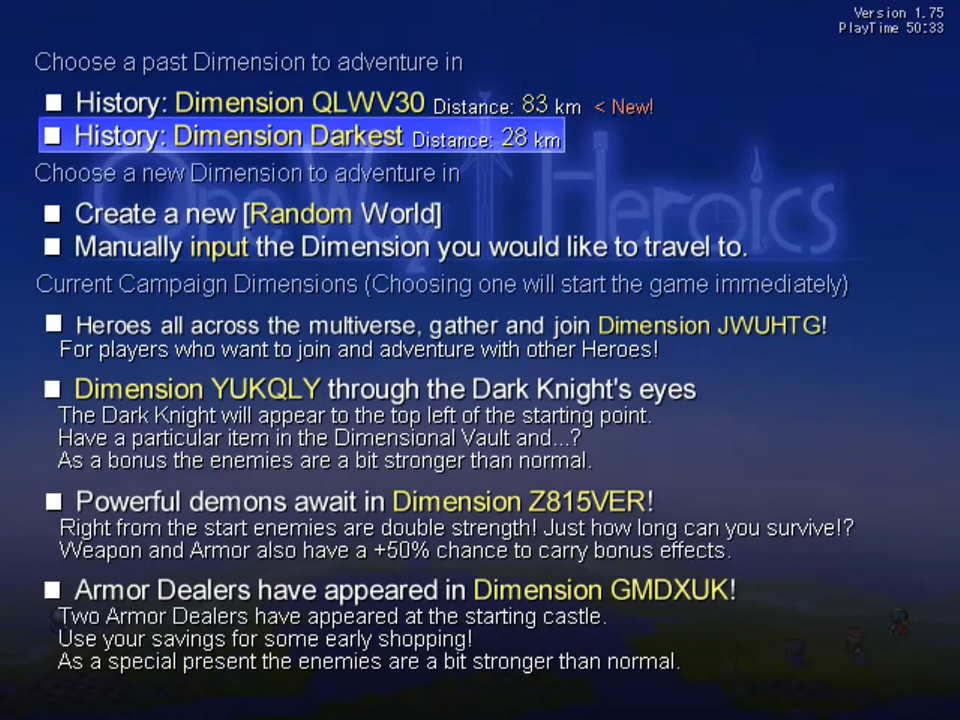 Version 1.75
PlayTime 50:33
Choose a past Dimension to adventure in
History: Dimension QLWV30 Distance: 83 km < New!
History: Dimension Darkest Distance: 28 km
Choose a new Dimension to adventure in
One Way Heroics
Create a new [Random World]
Manually input the Dimension you would like to travel to.
Current Campaign Dimensions (Choosing one will start the game immediately)
Heroes all across the multiverse, gather and join Dimension JWUHTG!
For players who want to join and adventure with other Heroes!
Dimension YUKQLY through the Dark Knight's eyes
The Dark Knight will appear to the top left of the starting point.
Have a particular item in the Dimensional Vault and...?
As a bonus the enemies are a bit stronger than normal.
Powerful demons await in Dimension Z815VER!
Right from the start enemies are double strength! Just how long can you survive!?
Weapon and Armor also have a +50% chance to carry bonus effects.
Armor Dealers have appeared in Dimension GMDXUK!
Two Armor Dealers have appeared at the starting castle.
Use your savings for some early shopping!
As a special present the enemies are a bit stronger than normal.